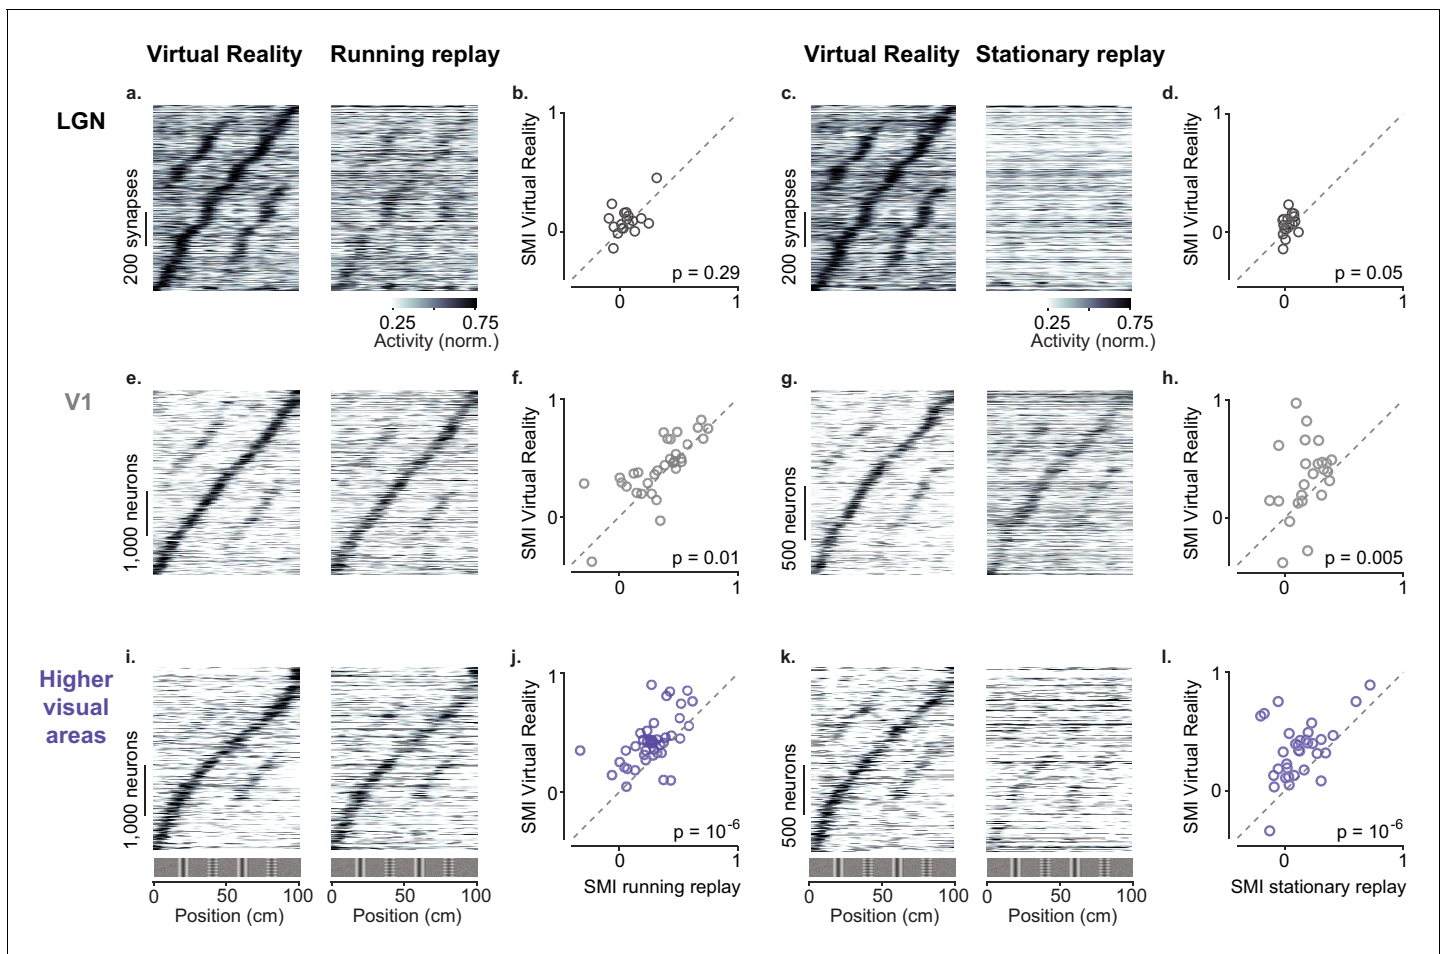 Virtual Reality
Running replay
Virtual Reality
Stationary replay
LGN
a.
200 synapses
0.25
0.75
Activity (norm.)
b.
1
0
SMI Virtual Reality
p = 0.29
0
1
c.
200 synapses
0.25
0.75
Activity (norm.)
d.
1
0
SMI Virtual Reality
p = 0.05
0
1
V1
e.
1,000 neurons
f.
1
0
SMI Virtual Reality
p = 0.01
0
1
g.
500 neurons
h.
1
0
SMI Virtual Reality
p = 0.005
0
1
Higher
visual
areas
i.
1,000 neurons
0
50
100
Position (cm)
0
50
100
Position (cm)
j.
1
0
SMI Virtual Reality
p = 10-6
0
1
SMI running replay
k.
500 neurons
0
50
100
Position (cm)
0
50
100
Position (cm)
l.
1
0
SMI Virtual Reality
p = 10-6
0
1
SMI stationary replay